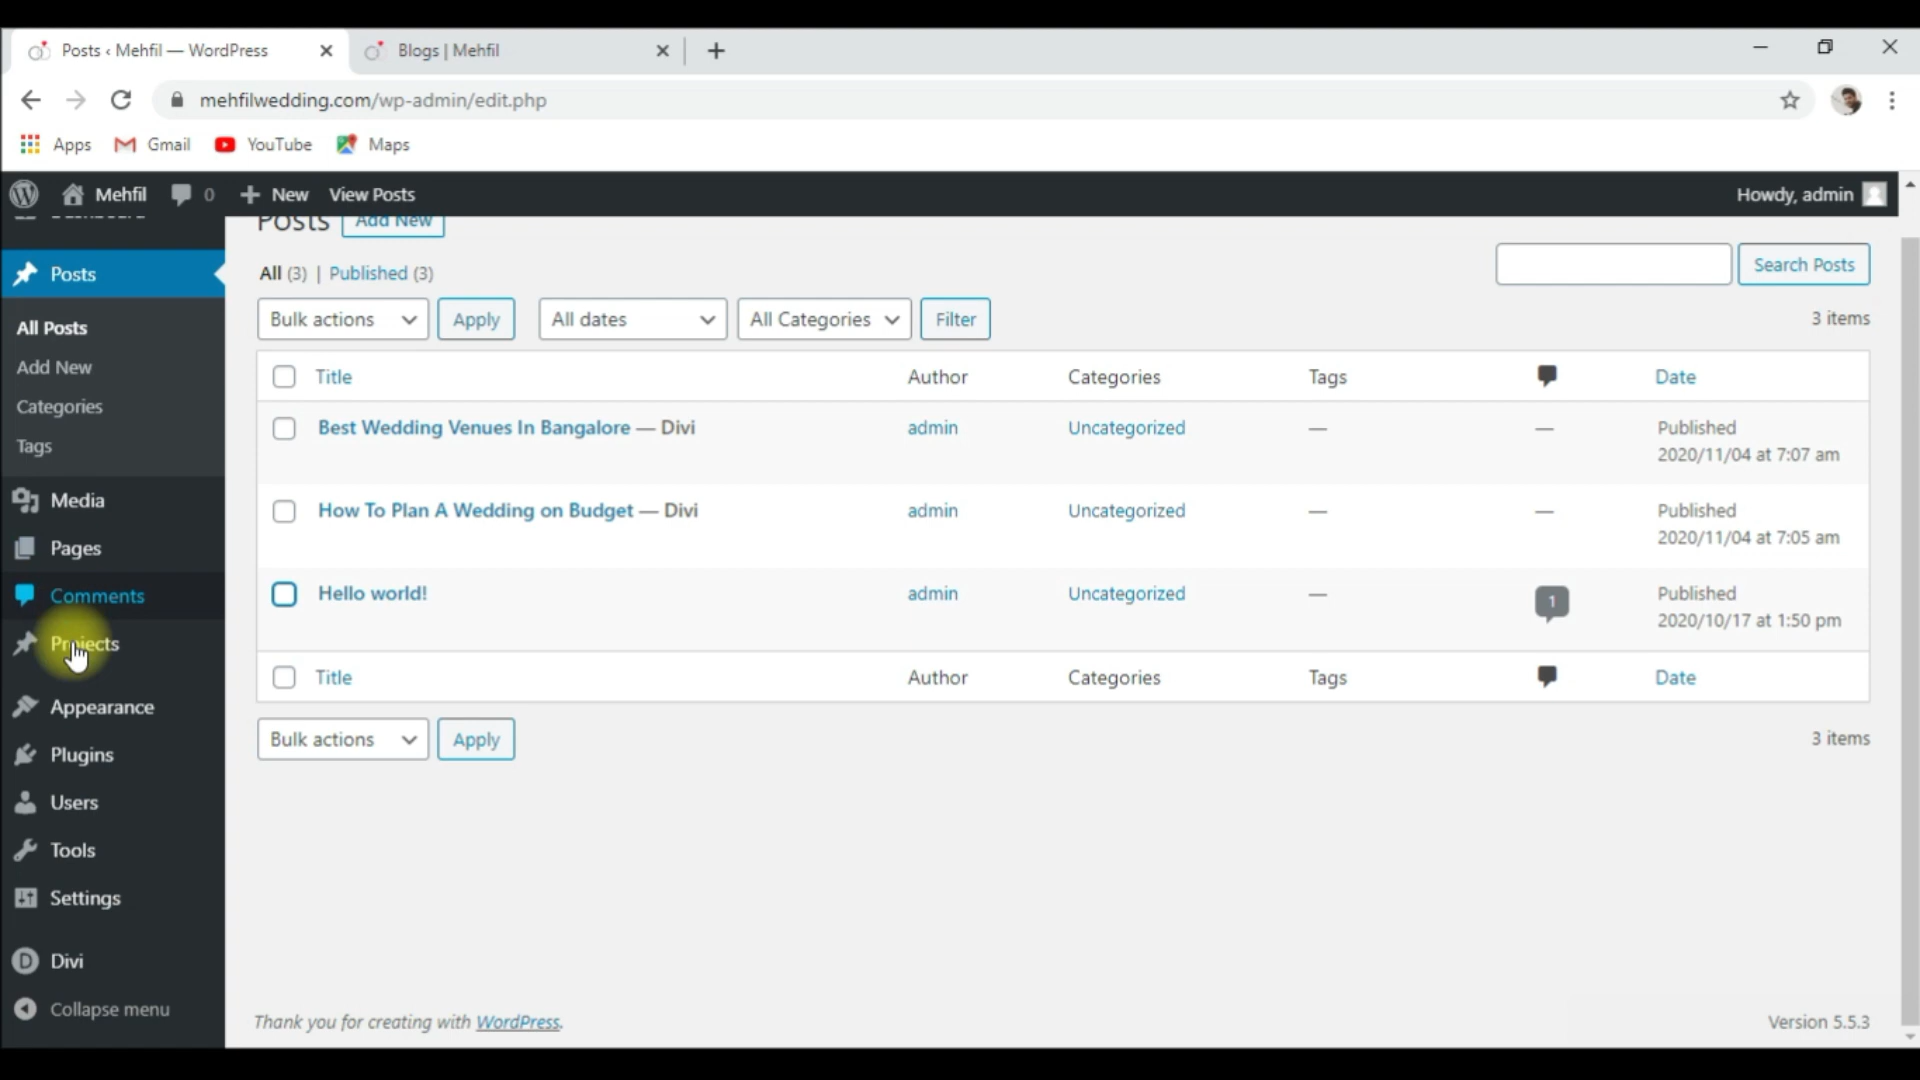 Posts ‹ Mehfil — WordPress
Blogs | Mehfil
mehfilwedding.com/wp-admin/edit.php
Apps
Gmail
YouTube
Maps
Mehfil
0
New
View Posts
Howdy, admin
Posts
Add New
Posts
All (3) | Published (3)
Search Posts
Bulk actions
Apply
All dates
All Categories
Filter
3 items
All Posts
Add New
Categories
Tags
Media
Pages
Comments
Projects
Appearance
Plugins
Users
Tools
Settings
Divi
Collapse menu
Title Author Categories Tags Date
Best Wedding Venues In Bangalore — Divi admin Uncategorized — — Published
2020/11/04 at 7:07 am
How To Plan A Wedding on Budget — Divi admin Uncategorized — — Published
2020/11/04 at 7:05 am
Hello world! admin Uncategorized — 1 Published
2020/10/17 at 1:50 pm
Title Author Categories Tags Date
Bulk actions
Apply
3 items
Thank you for creating with WordPress.
Version 5.5.3